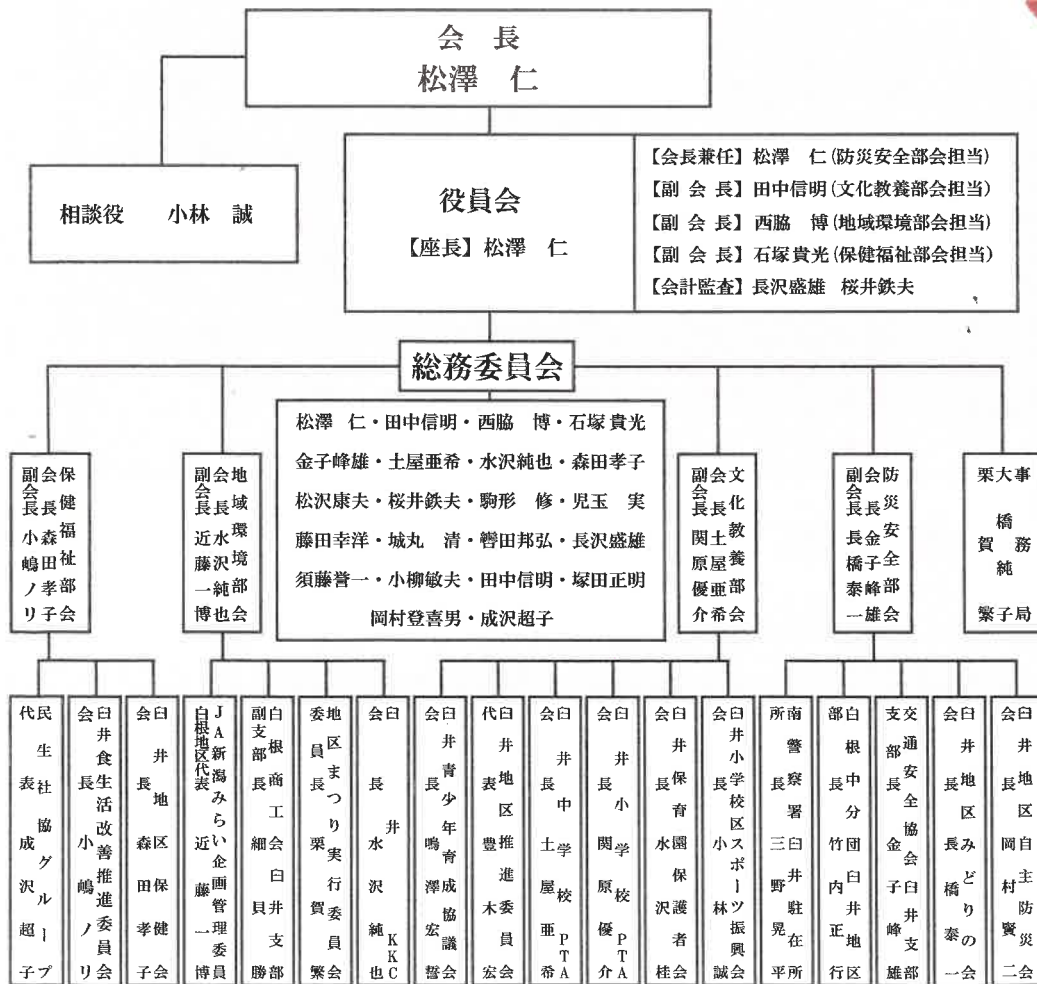 会 長
松澤 仁
相談役 小林 誠
役員会
【座長】松澤 仁
【会長兼任】松澤 仁(防災安全部会担当)
【副 会 長】田中信明(文化教養部会担当)
【副 会 長】西脇 博(地域環境部会担当)
【副 会 長】石塚貴光(保健福祉部会担当)
【会計監査】長沢盛雄 桜井鉄夫
総務委員会
松澤 仁・田中信明・西脇 博・石塚貴光
金子峰雄・土屋亜希・水沢純也・森田孝子
松沢康夫・桜井鉄夫・駒形 修・児玉 実
藤田幸洋・城丸 清・轡田邦弘・長沢盛雄
須藤誉一・小柳敏夫・田中信明・塚田正明
岡村登喜男・成沢超子
保健福祉部会
会長 森田孝子
副会長 小嶋ノリ
地域環境部会
会長 水沢純也
副会長 近藤一博
文化教養部会
会長 土屋亜希
副会長 関原優介
防災安全部会
会長 金子峰雄
副会長 長橋泰一
事務局
大橋純子
栗賀 繁
民生社協グループ
代表 成沢超子
臼井食生活改善推進委員会
会長 小嶋ノリ
臼井地区保健会
会長 森田孝子
JA新潟みらい企画管理委員
白根地区代表 近藤一博
白根商工会臼井支部
副支部長 細貝 勝
地区まつり実行委員会
委員長 栗賀 繁
臼井KKC
会長 水沢純也
臼井青少年育成協議会
会長 鳴澤宏誓
臼井地区推進委員会
代表 豊木 宏
臼井中学校PTA
会長 土屋亜希
臼井小学校PTA
会長 関原優介
臼井保育園保護者会
会長 水沢 桂
臼井小学校区スポーツ振興会
会長 小林 誠
南警察署臼井駐在所
所長 三野晃平
白根中分団臼井地区
部長 竹内正行
交通安全協会臼井支部
支部長 金子峰雄
臼井地区みどりの会
会長 長橋泰一
臼井地区自主防災会
会長 岡村賢二